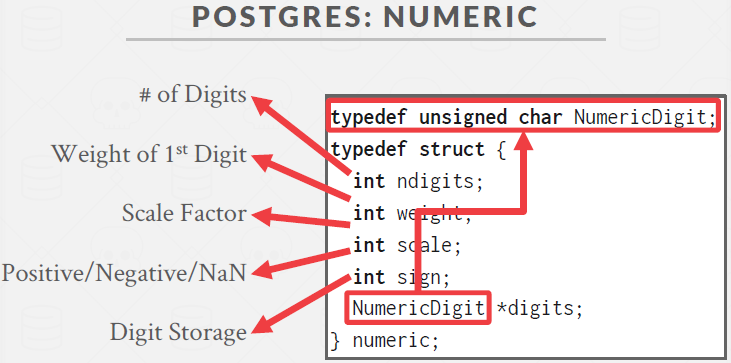 POSTGRES: NUMERIC
# of Digits
Weight of 1st Digit
Scale Factor
Positive/Negative/NaN
Digit Storage
typedef unsigned char NumericDigit;
typedef struct {
int ndigits;
int weight;
int scale;
int sign;
NumericDigit *digits;
} numeric;